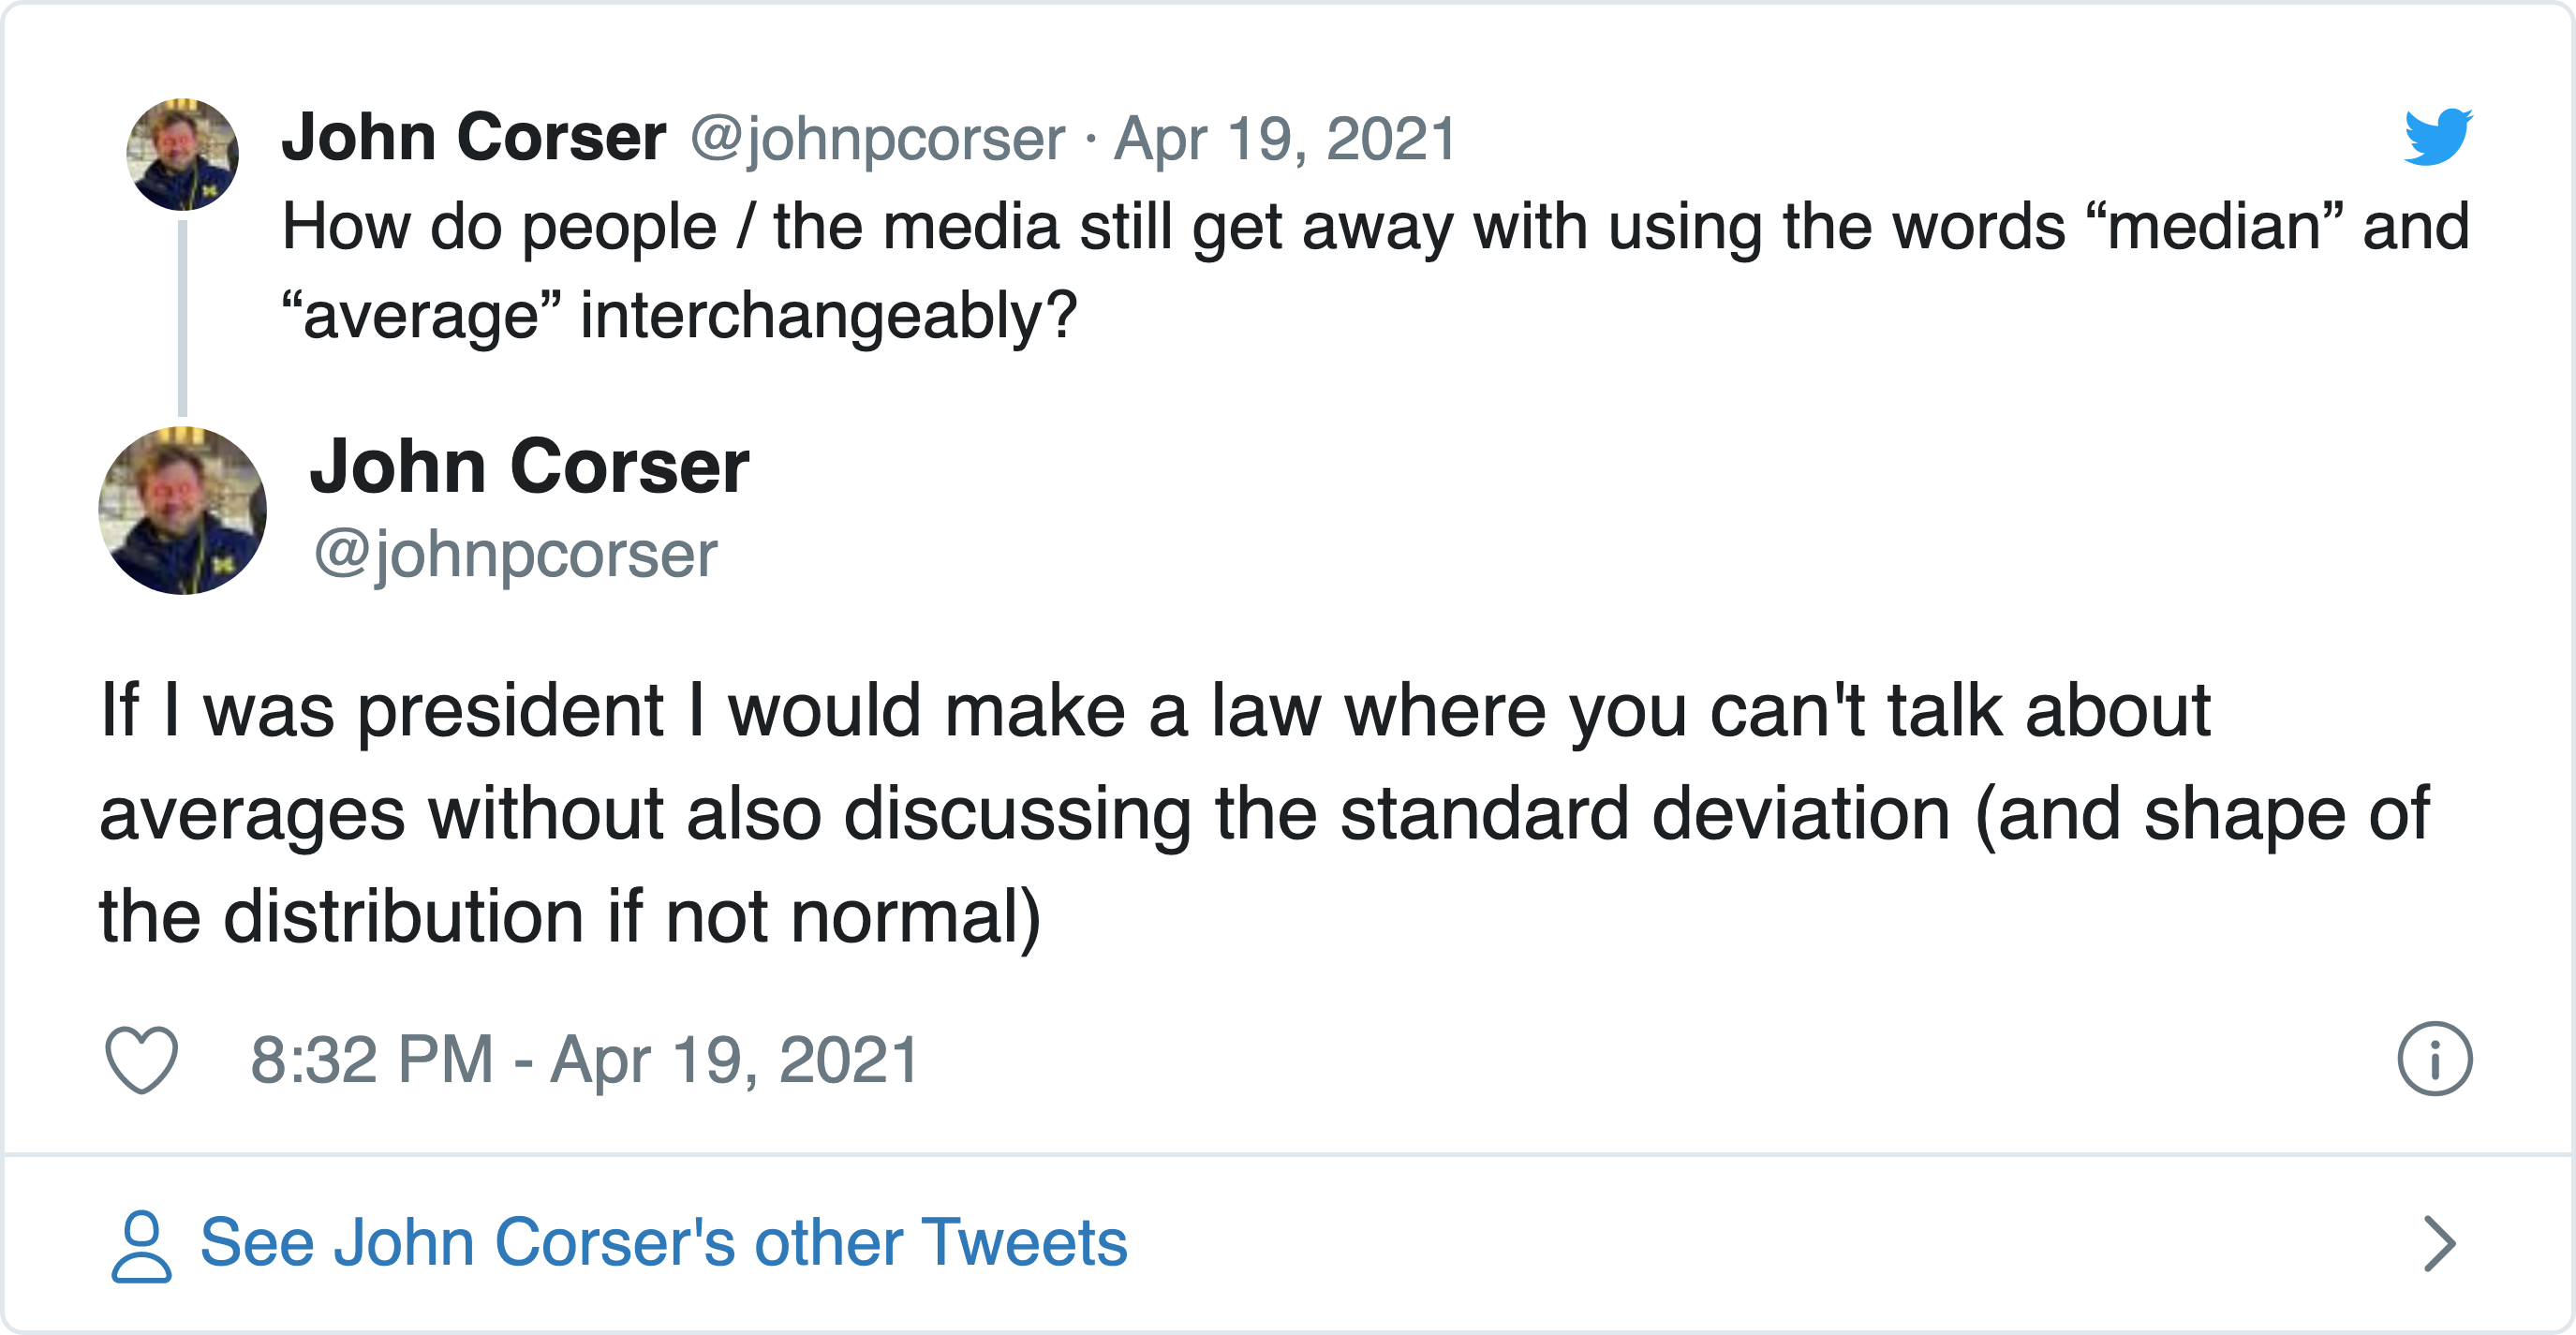 John Corser @johnpcorser · Apr 19, 2021
How do people / the media still get away with using the words “median” and
“average” interchangeably?
John Corser
@johnpcorser
If I was president I would make a law where you can't talk about
averages without also discussing the standard deviation (and shape of
the distribution if not normal)
8:32 PM - Apr 19, 2021
See John Corser's other Tweets